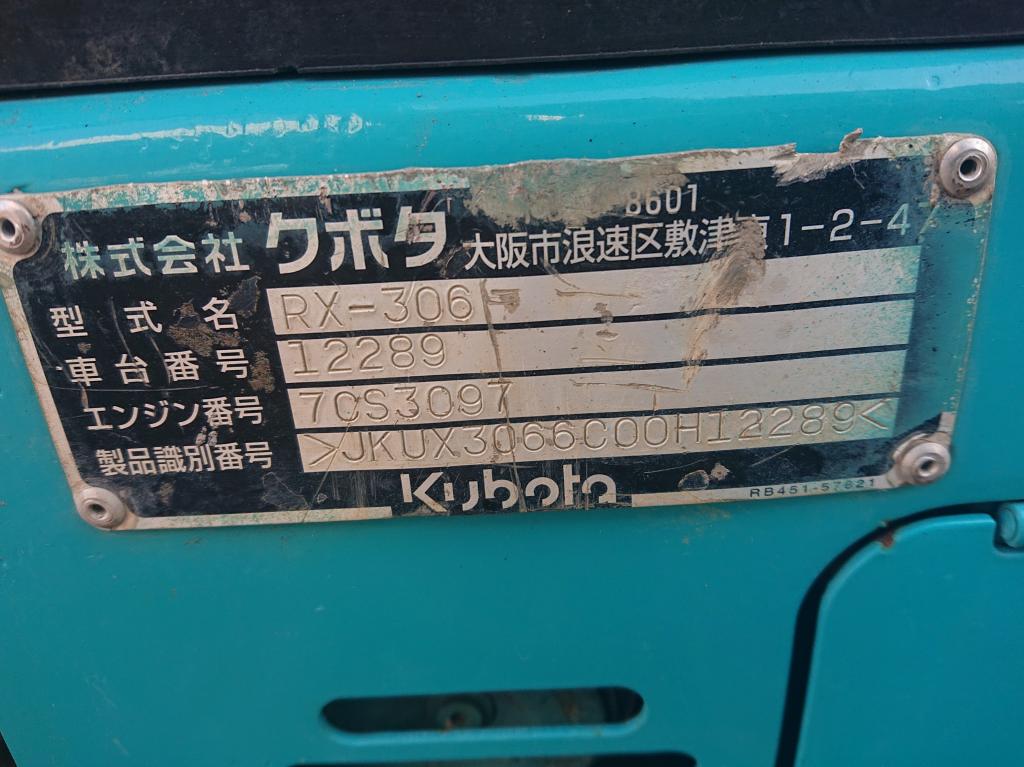 株式会社 クボタ
8601
大阪市浪速区敷津東1-2-47
型式名 RX-306
車台番号 12289
エンジン番号 7CS3097
製品識別番号 >JKUX3066C00H12289<
Kubota
RB451-57621